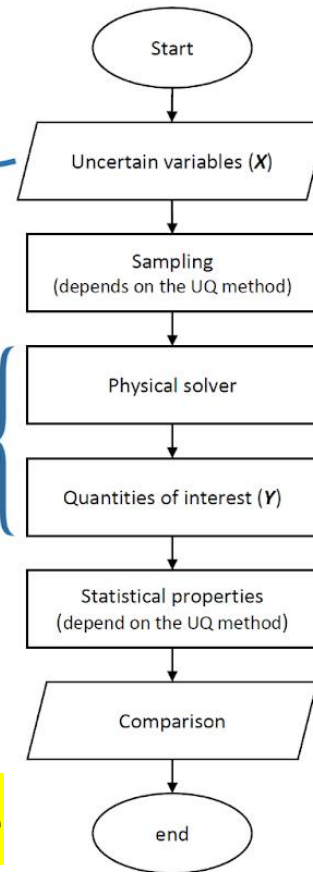 Start
Uncertain variables (X)
Sampling
(depends on the UQ method)
Physical solver
Quantities of interest (Y)
Statistical properties
(depend on the UQ method)
Comparison
end